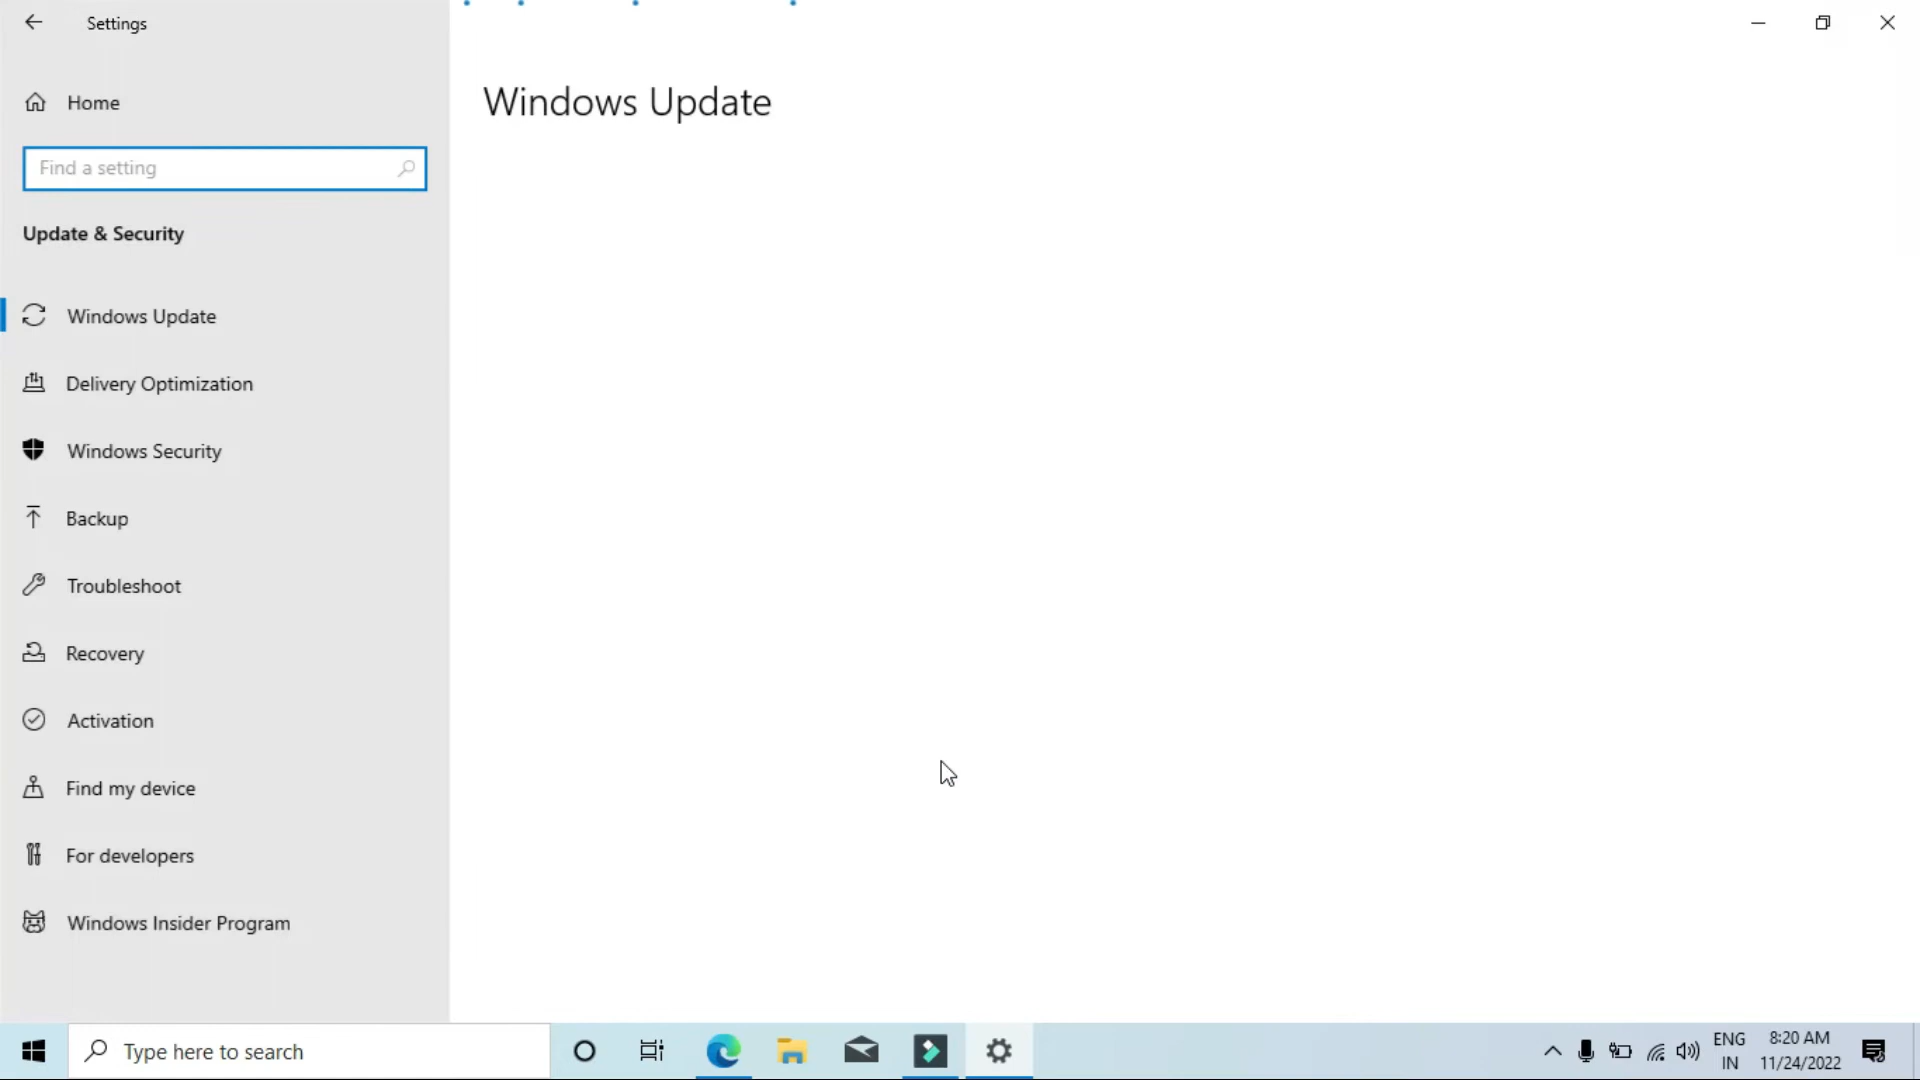 Settings
Home
Find a setting
Update & Security
Windows Update
Delivery Optimization
Windows Security
Backup
Troubleshoot
Recovery
Activation
Find my device
For developers
Windows Insider Program
Windows Update
Type here to search
ENG
IN
8:20 AM
11/24/2022